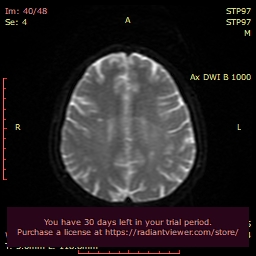 Im: 40/48
Se: 4
STP97
STP97
M
A
Ax DWI B 1000
R
L
You have 30 days left in your trial period.
Purchase a license at https://radiantviewer.com/store/